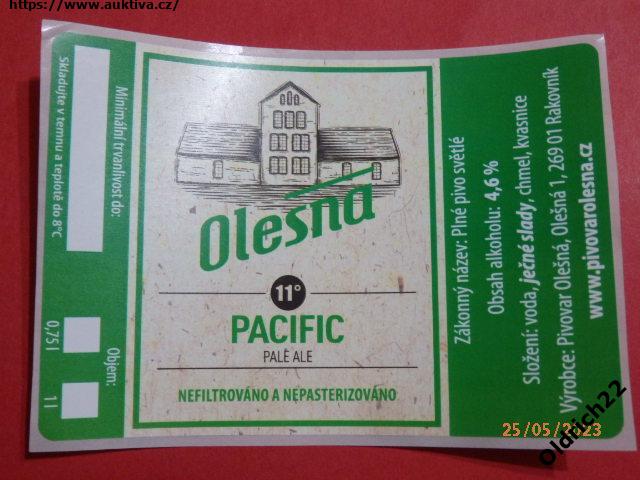 https://www.auktiva.cz/
Minimální trvanlivost do:
Skladujte v temnu a teplotě do 8°C
Objem:
0,75 l
1 l
Olešná
11°
PACIFIC
PALE ALE
NEFILTROVÁNO A NEPASTERIZOVÁNO
Zákonný název: Plné pivo světlé
Obsah alkoholu: 4,6 %
Složení: voda, ječné slady, chmel, kvasnice
Výrobce: Pivovar Olešná, Olešná 1, 269 01 Rakovník
www.pivovarolesna.cz
25/05/2023
Oldrich22